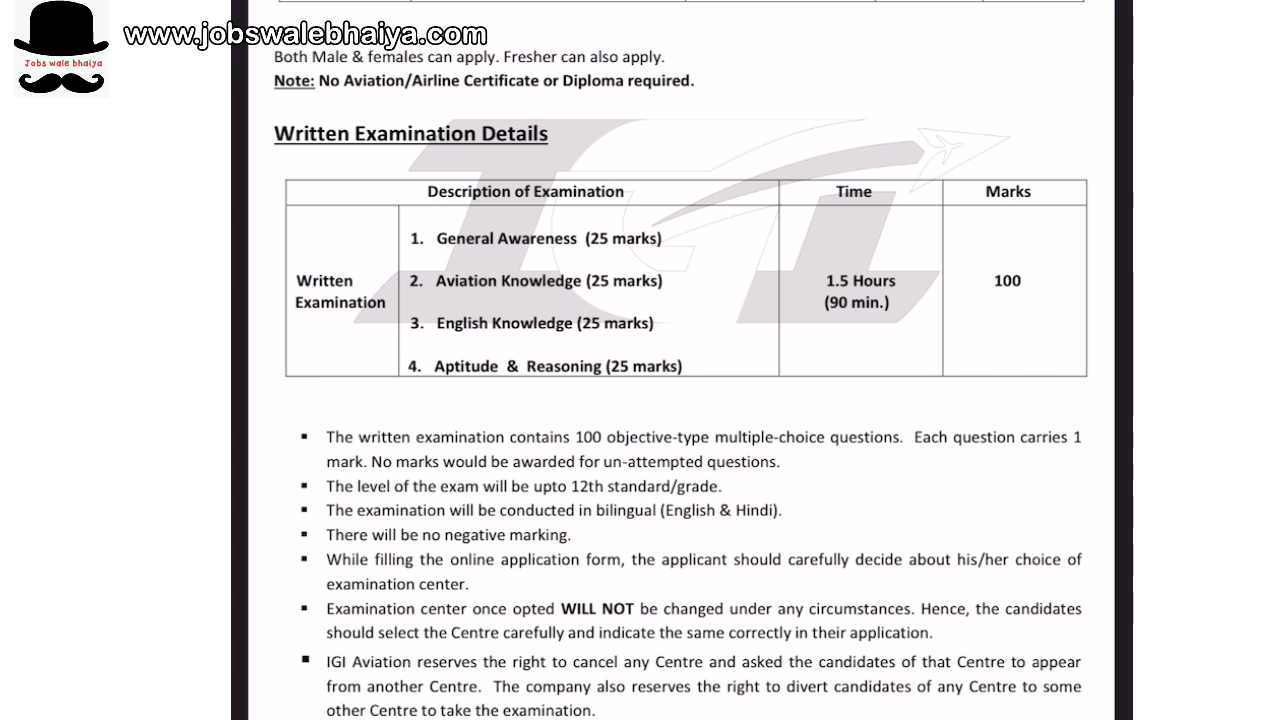 www.jobswalebhaiya.com
Jobs wale bhaiya
Both Male & females can apply. Fresher can also apply.
Note: No Aviation/Airline Certificate or Diploma required.
Written Examination Details
IGI
Description of Examination Time Marks
1. General Awareness (25 marks)
Written Examination
2. Aviation Knowledge (25 marks)
1.5 Hours
(90 min.)
100
3. English Knowledge (25 marks)
4. Aptitude & Reasoning (25 marks)
▪ The written examination contains 100 objective-type multiple-choice questions. Each question carries 1
mark. No marks would be awarded for un-attempted questions.
▪ The level of the exam will be upto 12th standard/grade.
▪ The examination will be conducted in bilingual (English & Hindi).
▪ There will be no negative marking.
▪ While filling the online application form, the applicant should carefully decide about his/her choice of
examination center.
▪ Examination center once opted WILL NOT be changed under any circumstances. Hence, the candidates
should select the Centre carefully and indicate the same correctly in their application.
▪ IGI Aviation reserves the right to cancel any Centre and asked the candidates of that Centre to appear
from another Centre. The company also reserves the right to divert candidates of any Centre to some
other Centre to take the examination.